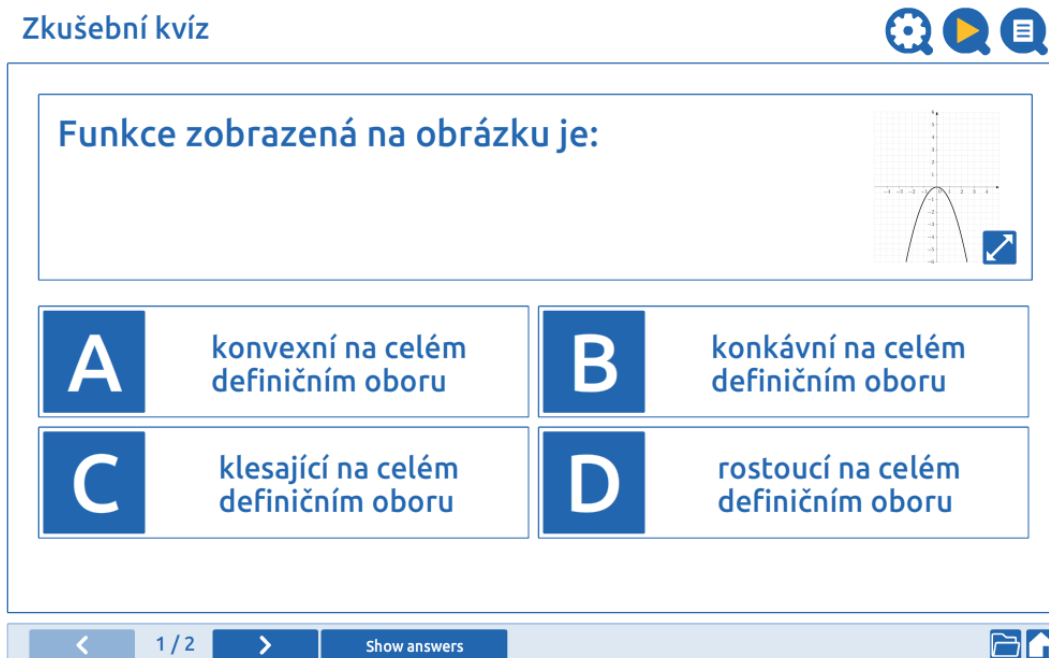 Zkušební kvíz
Funkce zobrazená na obrázku je:
A
konvexní na celém
definičním oboru
B
konkávní na celém
definičním oboru
C
klesající na celém
definičním oboru
D
rostoucí na celém
definičním oboru
1 / 2
Show answers